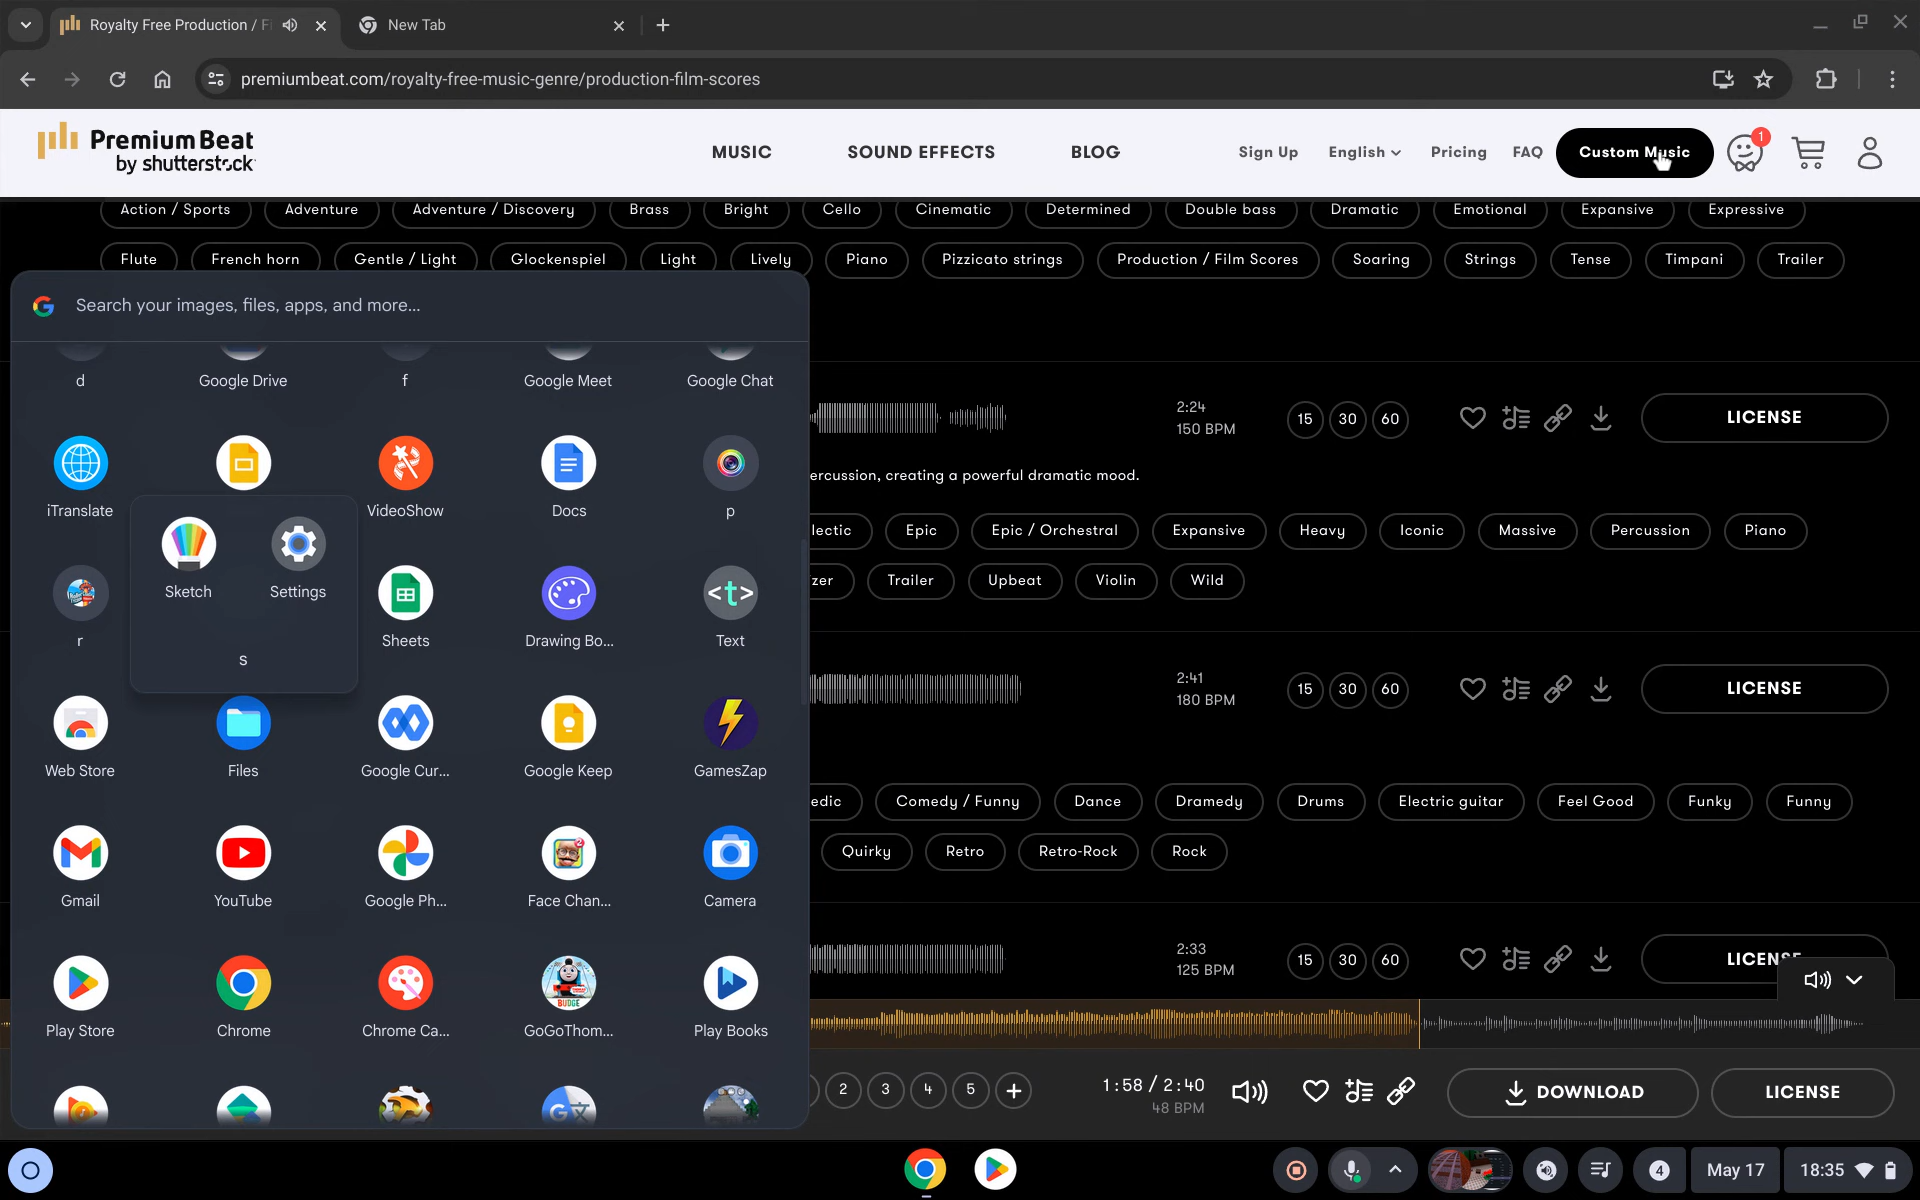 Royalty Free Production / Fi
New Tab
premiumbeat.com/royalty-free-music-genre/production-film-scores
PremiumBeat
by shutterstock
MUSIC
SOUND EFFECTS
BLOG
Sign Up
English
Pricing
FAQ
Custom Music
1
Action / Sports
Adventure
Adventure / Discovery
Brass
Bright
Cello
Cinematic
Determined
Double bass
Dramatic
Emotional
Expansive
Expressive
Flute
French horn
Gentle / Light
Glockenspiel
Light
Lively
Piano
Pizzicato strings
Production / Film Scores
Soaring
Strings
Tense
Timpani
Trailer
Search your images, files, apps, and more...
d
Google Drive
f
Google Meet
Google Chat
iTranslate
VideoShow
Docs
p
Sketch
Settings
s
r
Sheets
Drawing Bo...
<t>
Text
Web Store
Files
Google Cur...
Google Keep
GamesZap
Gmail
YouTube
Google Ph...
2
Face Chan...
Camera
BUDGE
Play Store
Chrome
Chrome Ca...
GoGoThom...
Play Books
2:24
150 BPM
15
30
60
LICENSE
ercussion, creating a powerful dramatic mood.
lectic
Epic
Epic / Orchestral
Expansive
Heavy
Iconic
Massive
Percussion
Piano
zer
Trailer
Upbeat
Violin
Wild
2:41
180 BPM
15
30
60
LICENSE
edic
Comedy / Funny
Dance
Dramedy
Drums
Electric guitar
Feel Good
Funky
Funny
Quirky
Retro
Retro-Rock
Rock
2:33
125 BPM
15
30
60
LICENSE
2
3
4
5
+
1:58 / 2:40
48 BPM
DOWNLOAD
LICENSE
4
May 17
18:35